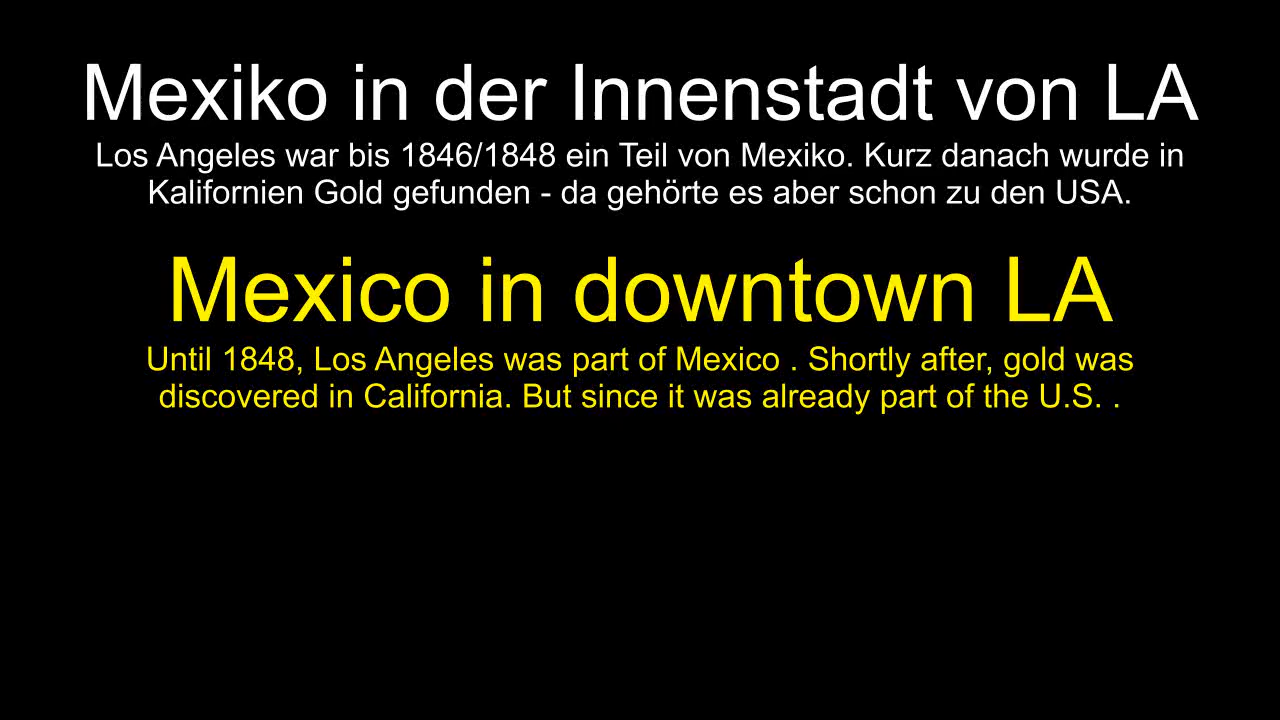 Mexiko in der Innenstadt von LA
Los Angeles war bis 1846/1848 ein Teil von Mexiko. Kurz danach wurde in
Kalifornien Gold gefunden - da gehörte es aber schon zu den USA.
Mexico in downtown LA
Until 1848, Los Angeles was part of Mexico . Shortly after, gold was
discovered in California. But since it was already part of the U.S. .